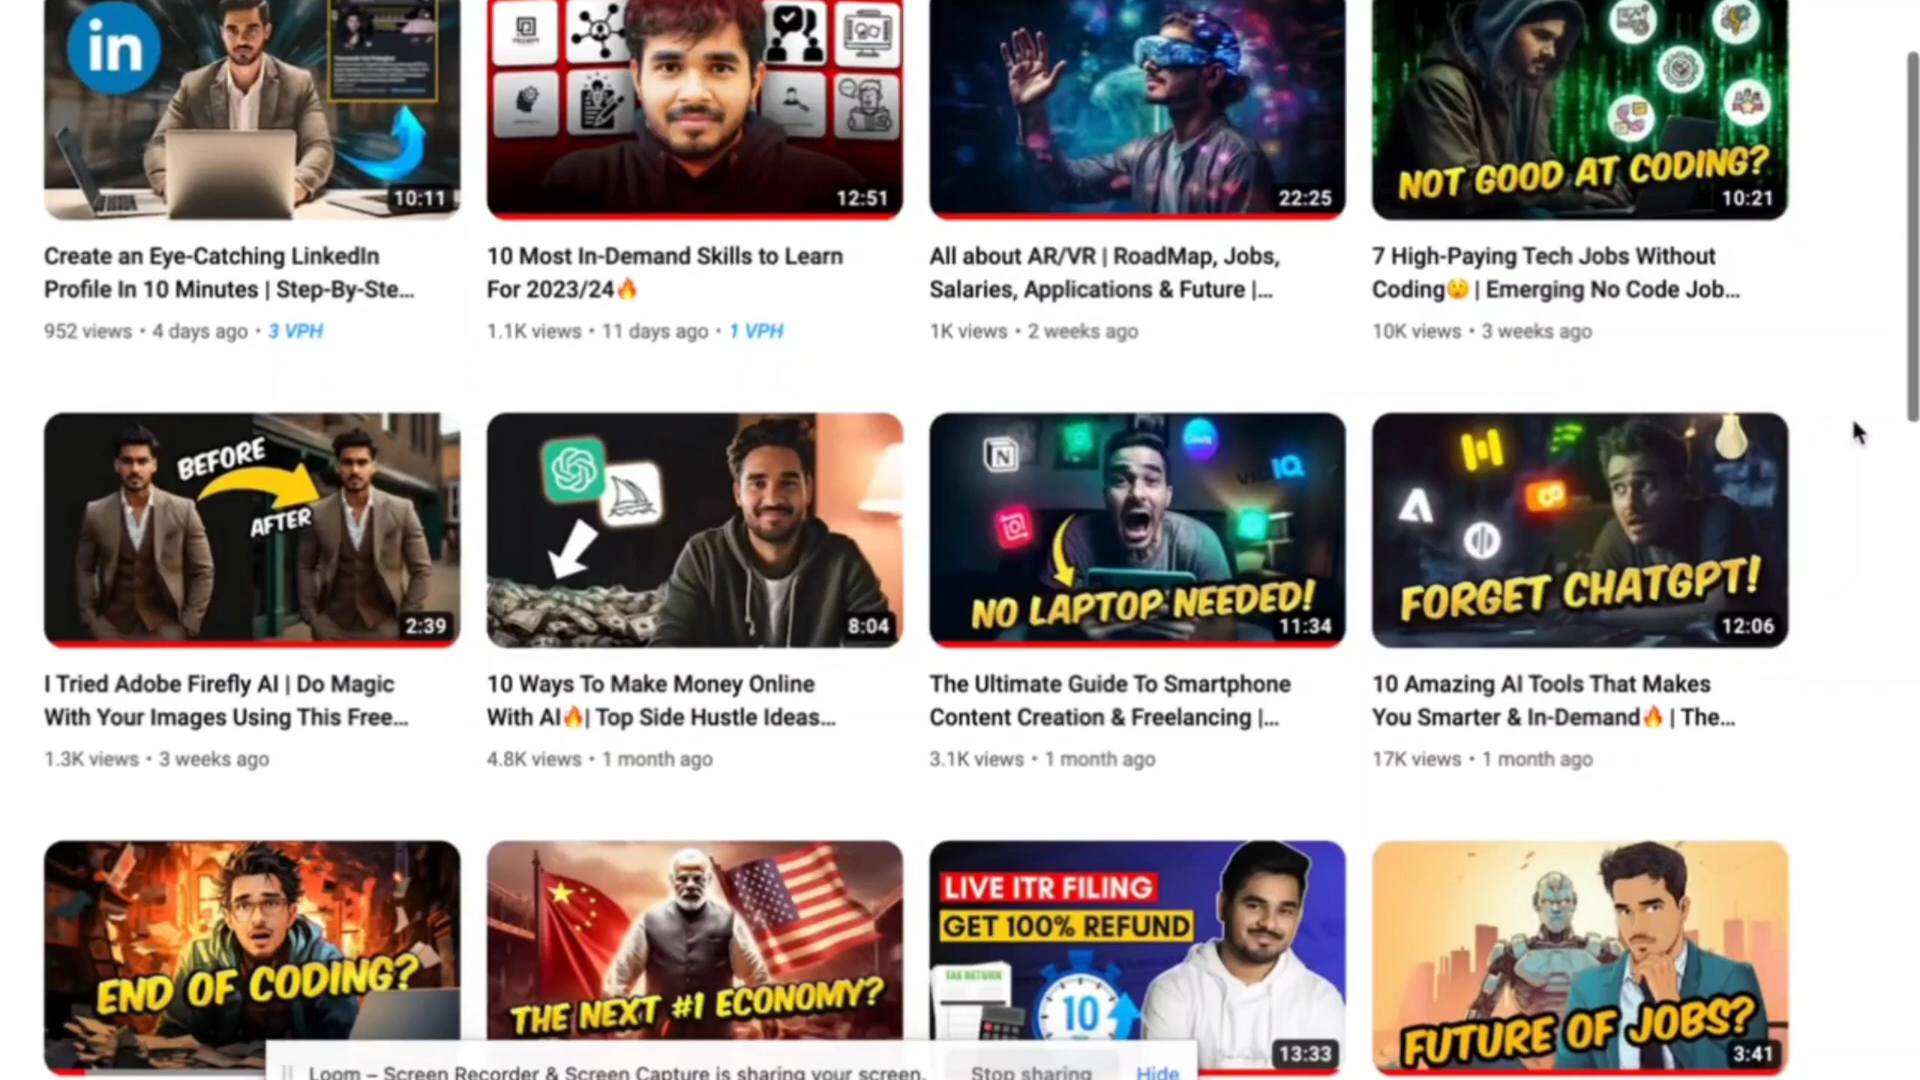 in
10:11
12:51
22:25
NOT GOOD AT CODING?
10:21
Create an Eye-Catching LinkedIn
Profile In 10 Minutes | Step-By-Ste...
952 views • 4 days ago • 3 VPH
10 Most In-Demand Skills to Learn
For 2023/24🔥
1.1K views • 11 days ago • 1 VPH
All about AR/VR | RoadMap, Jobs,
Salaries, Applications & Future |...
1K views • 2 weeks ago
7 High-Paying Tech Jobs Without
Coding🤫 | Emerging No Code Job...
10K views • 3 weeks ago
BEFORE
AFTER
2:39
8:04
N
IQ
NO LAPTOP NEEDED!
11:34
FORGET CHATGPT!
12:06
I Tried Adobe Firefly AI | Do Magic
With Your Images Using This Free...
1.3K views • 3 weeks ago
10 Ways To Make Money Online
With AI🔥| Top Side Hustle Ideas...
4.8K views • 1 month ago
The Ultimate Guide To Smartphone
Content Creation & Freelancing |...
3.1K views • 1 month ago
10 Amazing AI Tools That Makes
You Smarter & In-Demand🔥 | The...
17K views • 1 month ago
END OF CODING?
THE NEXT #1 ECONOMY?
LIVE ITR FILING
GET 100% REFUND
TAX RETURN
10
13:33
FUTURE OF JOBS?
3:41
Loom – Screen Recorder & Screen Capture is sharing your screen.
Stop sharing
Hide